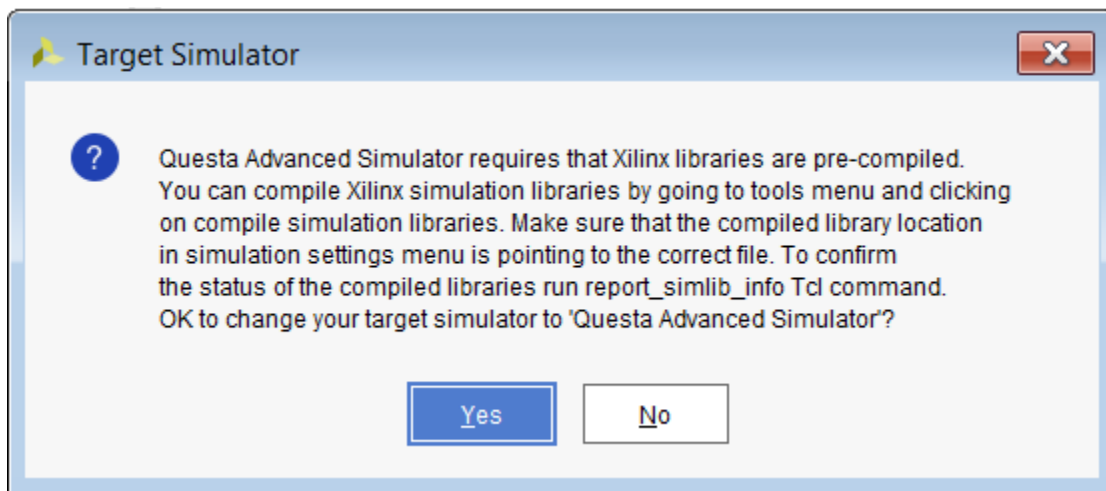 Target Simulator
Questa Advanced Simulator requires that Xilinx libraries are pre-compiled.
You can compile Xilinx simulation libraries by going to tools menu and clicking
on compile simulation libraries. Make sure that the compiled library location
in simulation settings menu is pointing to the correct file. To confirm
the status of the compiled libraries run report_simlib_info Tcl command.
OK to change your target simulator to 'Questa Advanced Simulator'?
Yes No